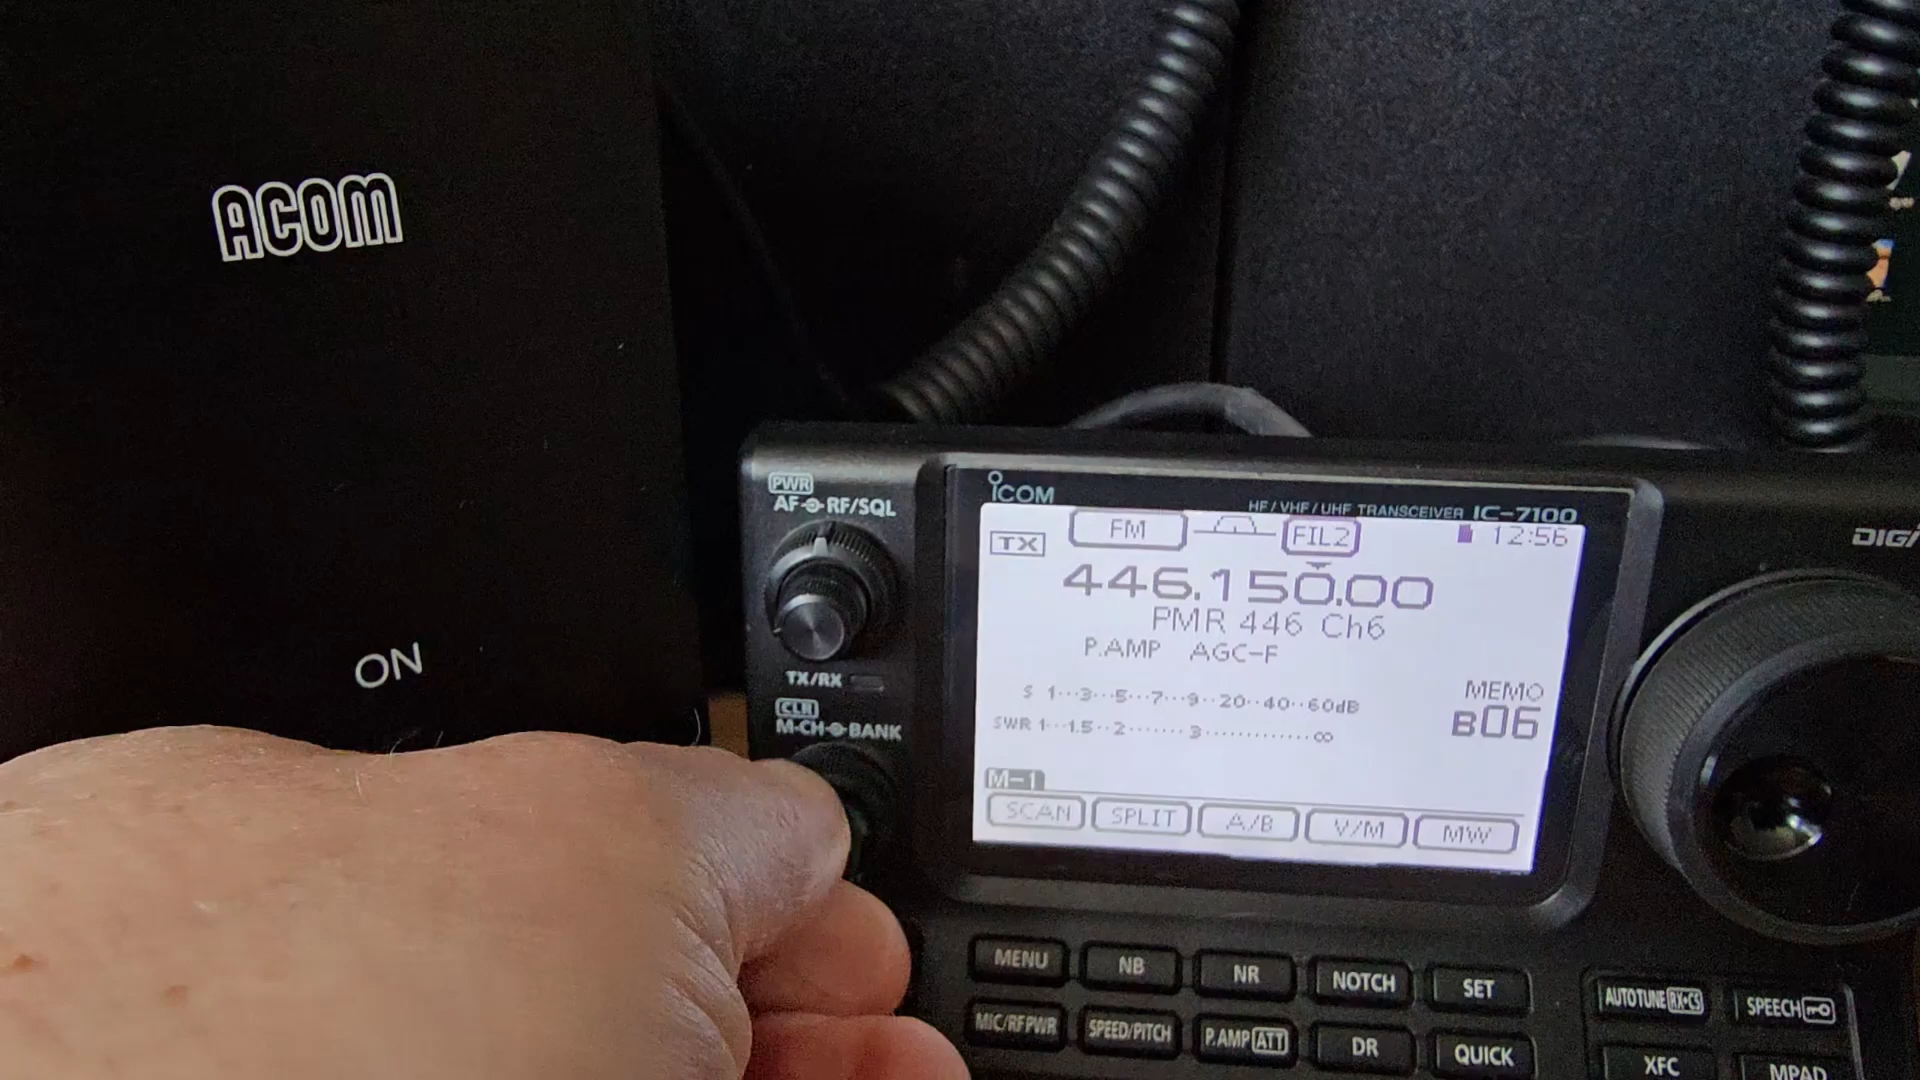 ACOM
ON
PWR
AF RF/SQL
TX/RX
CLR
M-CH BANK
ICOM
HF/VHF/UHF TRANSCEIVER IC-7100
TX FM FIL2 12:56
446.150.00
PMR 446 Ch6
P.AMP AGC-F
S 1···3···5···7···9··20··40··60dB
SWR 1···1.5··2·······3·············∞
MEMO
B06
M-1
SCAN SPLIT A/B V/M MW
MENU NB NR NOTCH SET
MIC/RF PWR SPEED/PITCH P.AMP ATT DR QUICK
AUTOTUNE RX•CS SPEECH
XFC MPAD
DIGI